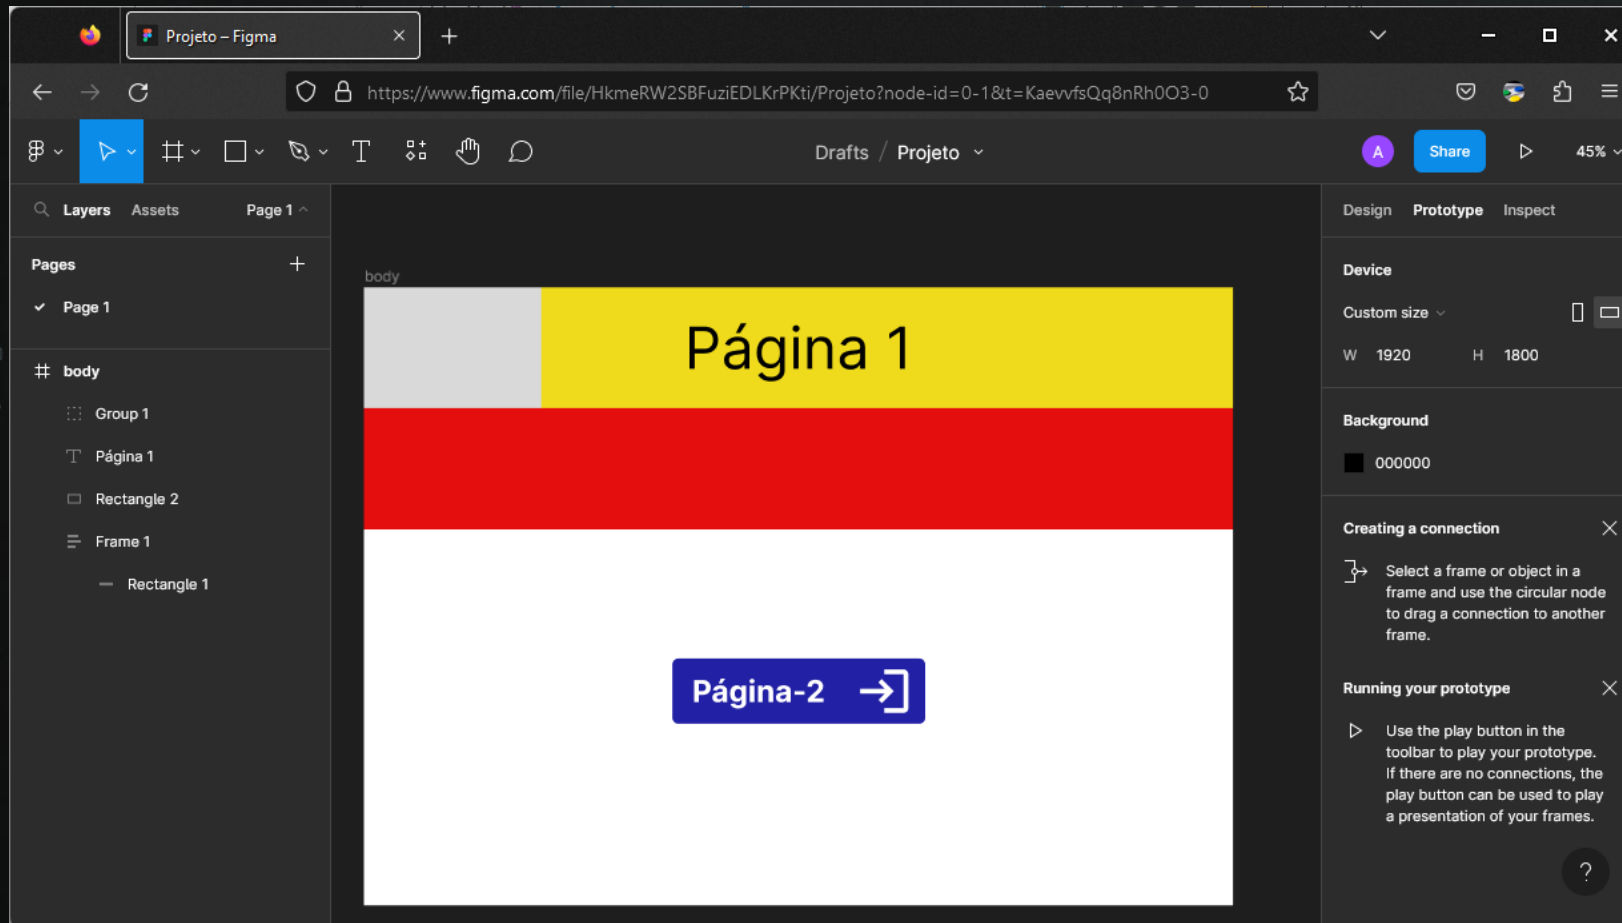 Projeto – Figma
https://www.figma.com/file/HkmeRW2SBFuziEDLKrPKti/Projeto?node-id=0-1&t=KaevvfsQq8nRh0O3-0
Drafts / Projeto
A
Share
45%
Layers Assets Page 1
Pages
Page 1
body
Group 1
Página 1
Rectangle 2
Frame 1
Rectangle 1
body
Página 1
Página-2
Design Prototype Inspect
Device
Custom size
W 1920 H 1800
Background
000000
Creating a connection
Select a frame or object in a
frame and use the circular node
to drag a connection to another
frame.
Running your prototype
Use the play button in the
toolbar to play your prototype.
If there are no connections, the
play button can be used to play
a presentation of your frames.
?